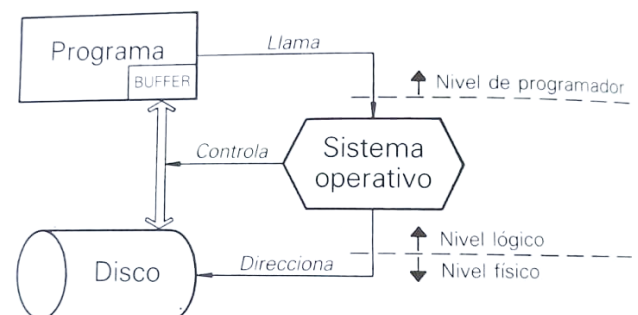 Programa
BUFFER
Llama
Nivel de programador
Controla
Sistema
operativo
Nivel lógico
Disco
Direcciona
Nivel físico